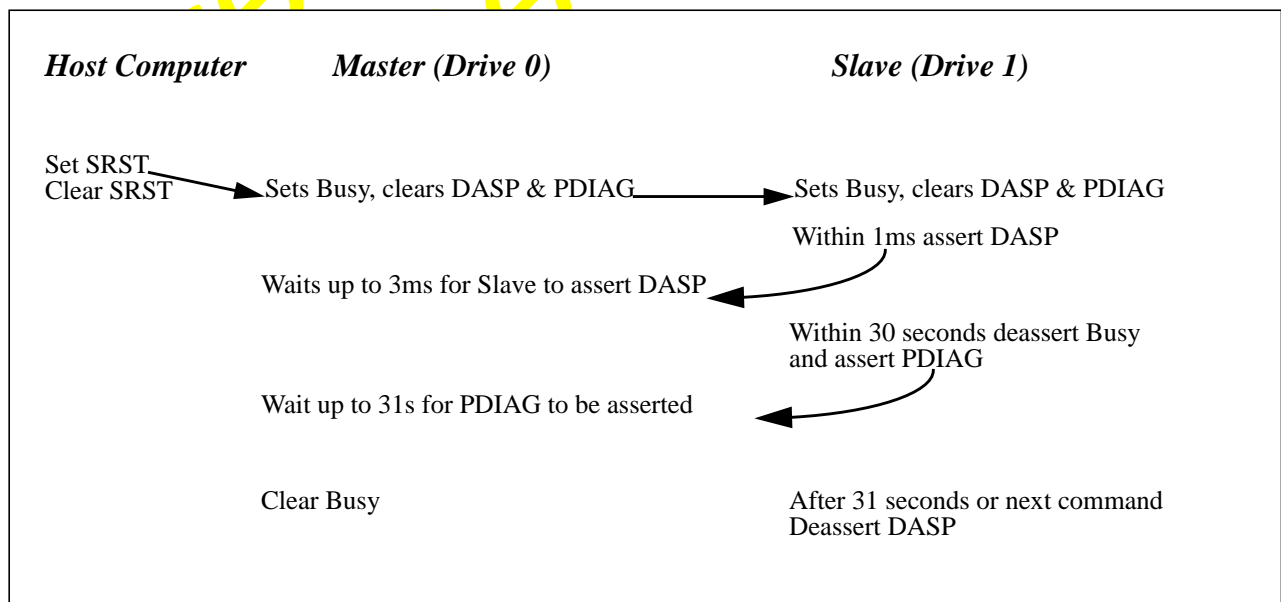 Host Computer Master (Drive 0) Slave (Drive 1)
Set SRST
Clear SRST
Sets Busy, clears DASP & PDIAG
Sets Busy, clears DASP & PDIAG
Within 1ms assert DASP
Waits up to 3ms for Slave to assert DASP
Within 30 seconds deassert Busy
and assert PDIAG
Wait up to 31s for PDIAG to be asserted
Clear Busy
After 31 seconds or next command
Deassert DASP